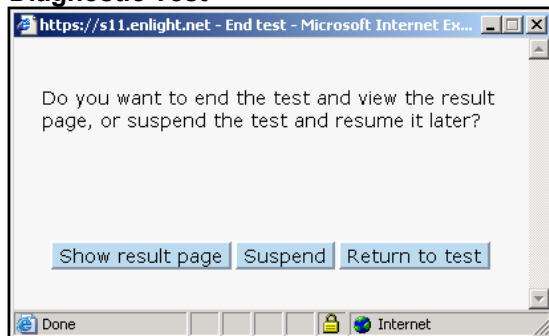 https://s11.enlight.net - End test - Microsoft Internet Ex...
Do you want to end the test and view the result
page, or suspend the test and resume it later?
Show result page Suspend Return to test
Done Internet